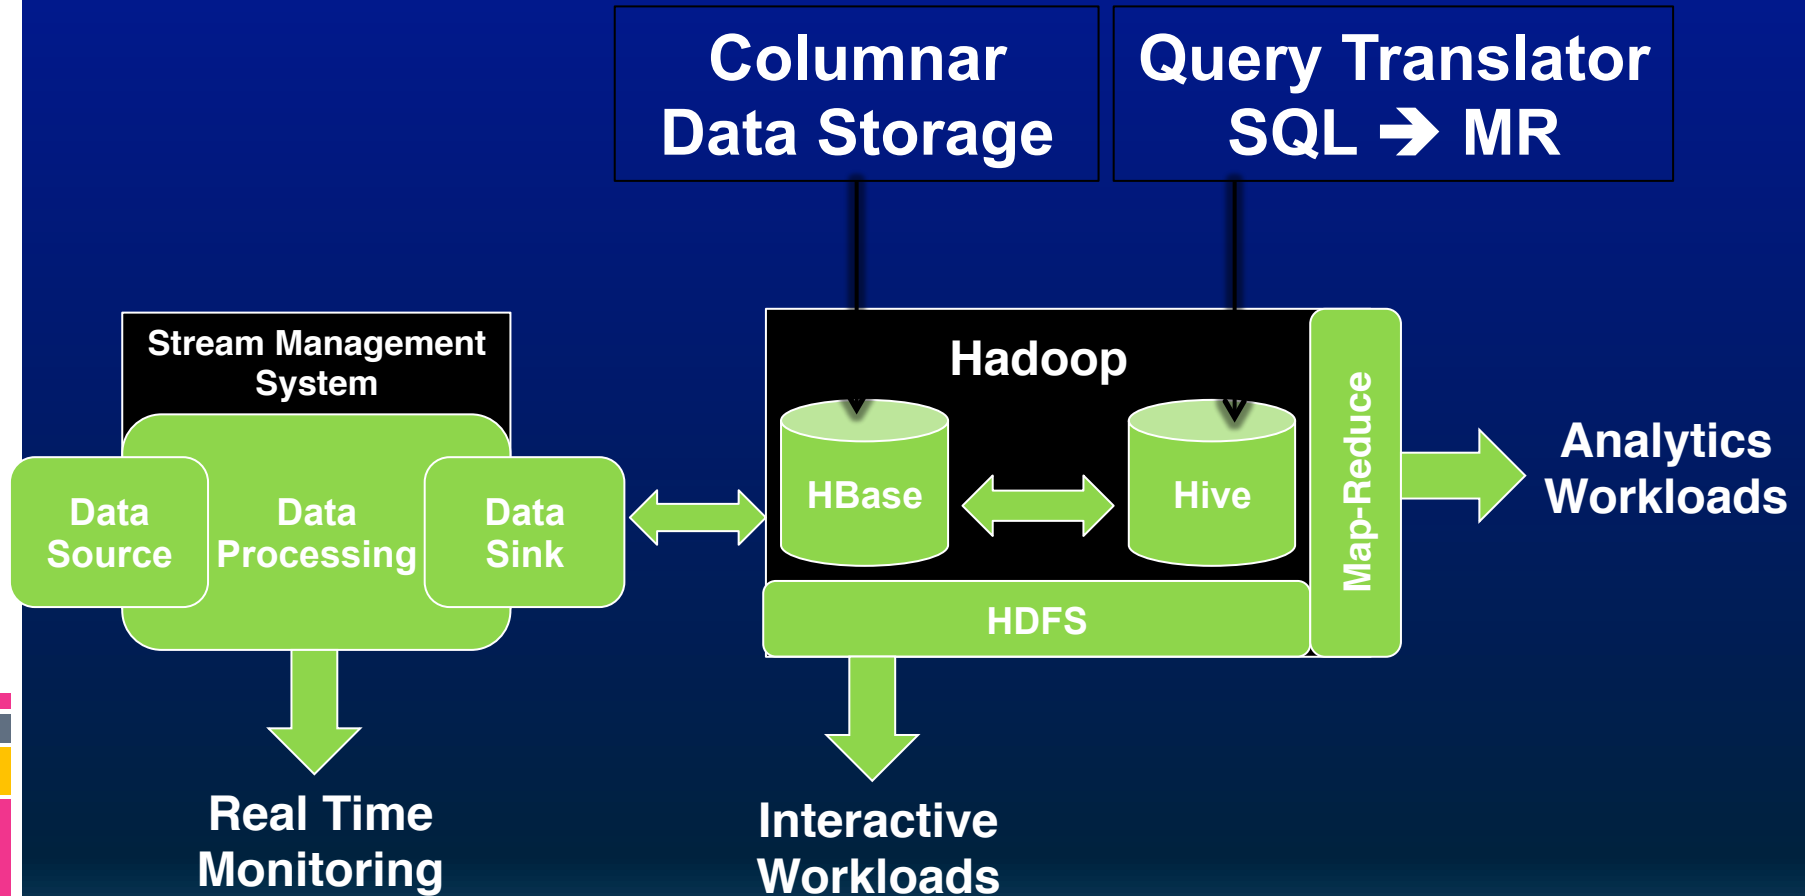 Columnar
Data Storage
Query Translator
SQL ➔ MR
Stream Management
System
Data
Source
Data
Processing
Data
Sink
Hadoop
HBase
Hive
Map-Reduce
HDFS
Analytics
Workloads
Real Time
Monitoring
Interactive
Workloads